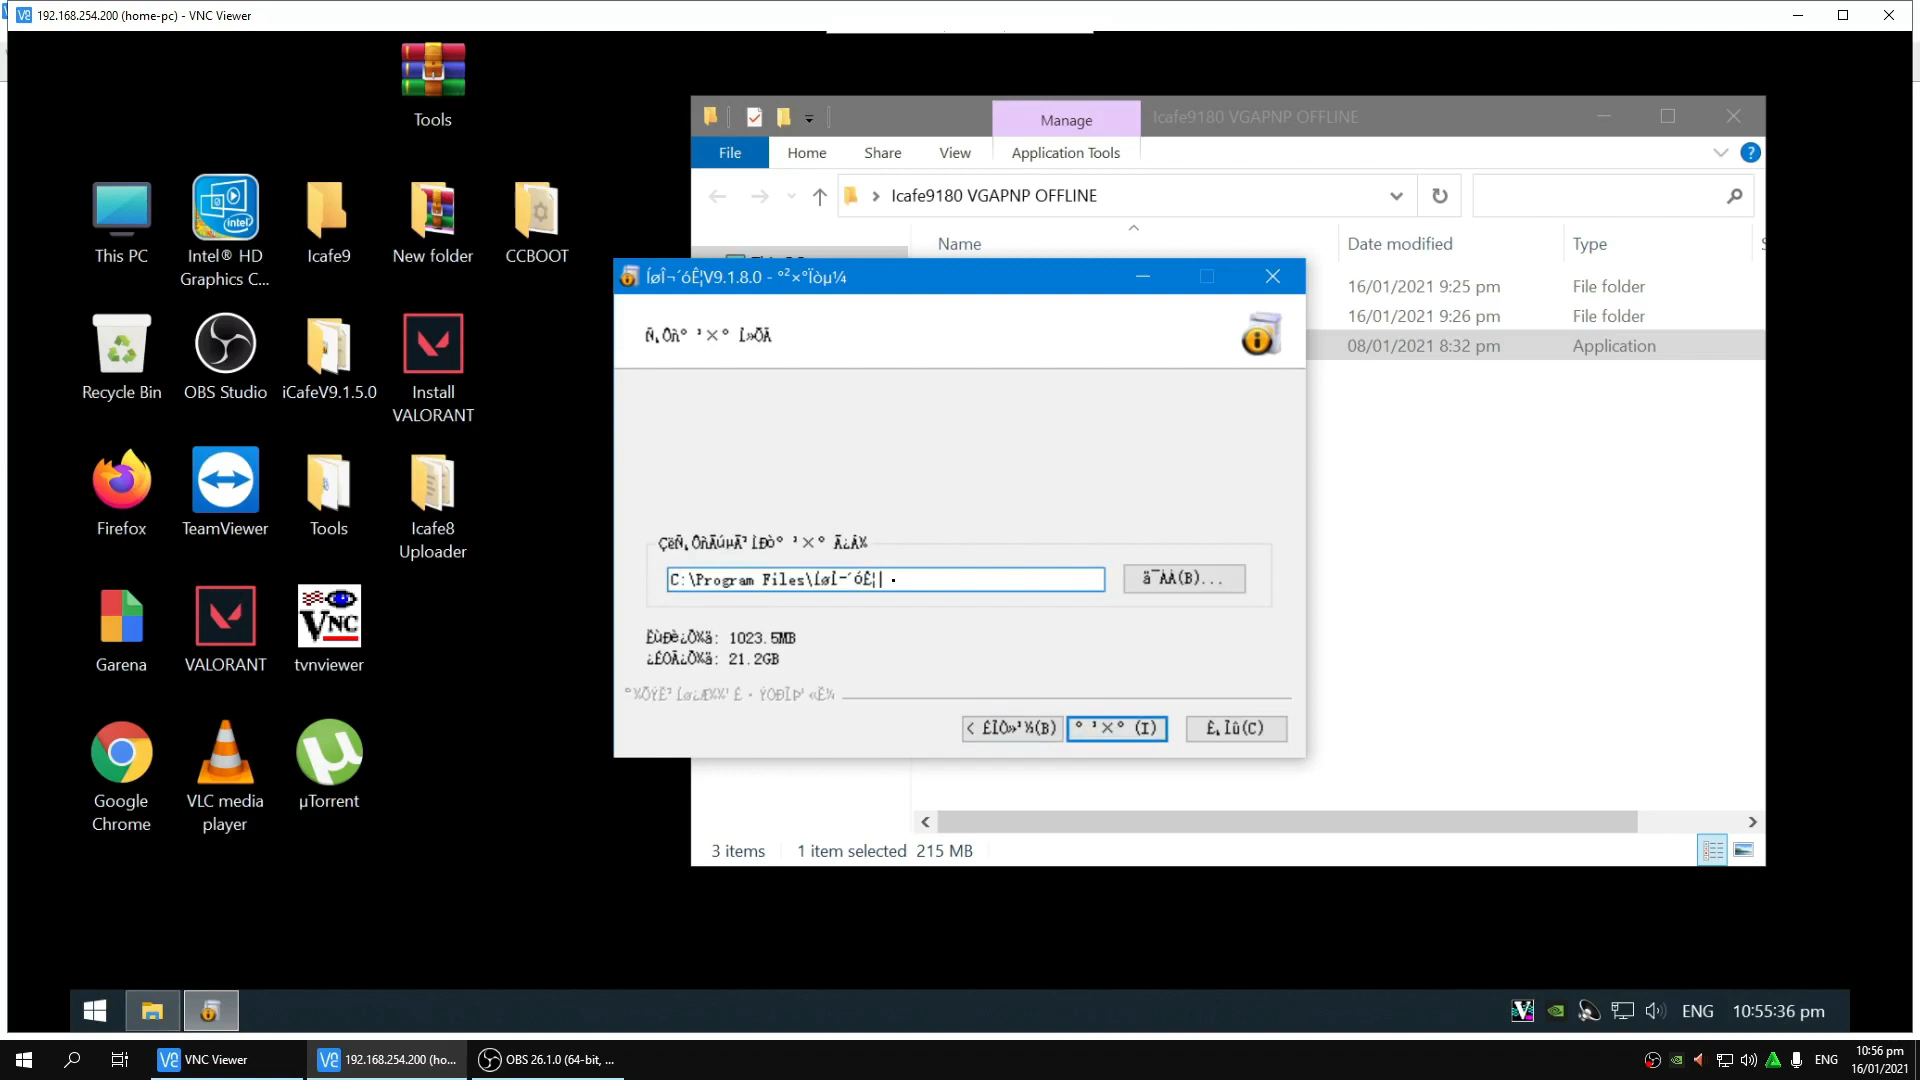 192.168.254.200 (home-pc) - VNC Viewer
Tools
This PC
Intel® HD
Graphics C...
Icafe9
New folder
CCBOOT
Recycle Bin
OBS Studio
iCafeV9.1.5.0
Install
VALORANT
Firefox
TeamViewer
Tools
Icafe8
Uploader
Garena
VALORANT
tvnviewer
Google
Chrome
VLC media
player
µTorrent
Manage
Icafe9180 VGAPNP OFFLINE
File
Home
Share
View
Application Tools
Icafe9180 VGAPNP OFFLINE
Name
Date modified
Type
16/01/2021 9:25 pm
File folder
16/01/2021 9:26 pm
File folder
08/01/2021 8:32 pm
Application
V9.1.8.0
C:\Program Files\
(B)...
1023.5MB
21.2GB
(B)
(I)
(C)
3 items
1 item selected 215 MB
ENG
10:55:36 pm
VNC Viewer
192.168.254.200 (ho...
OBS 26.1.0 (64-bit, ...
ENG
10:56 pm
16/01/2021